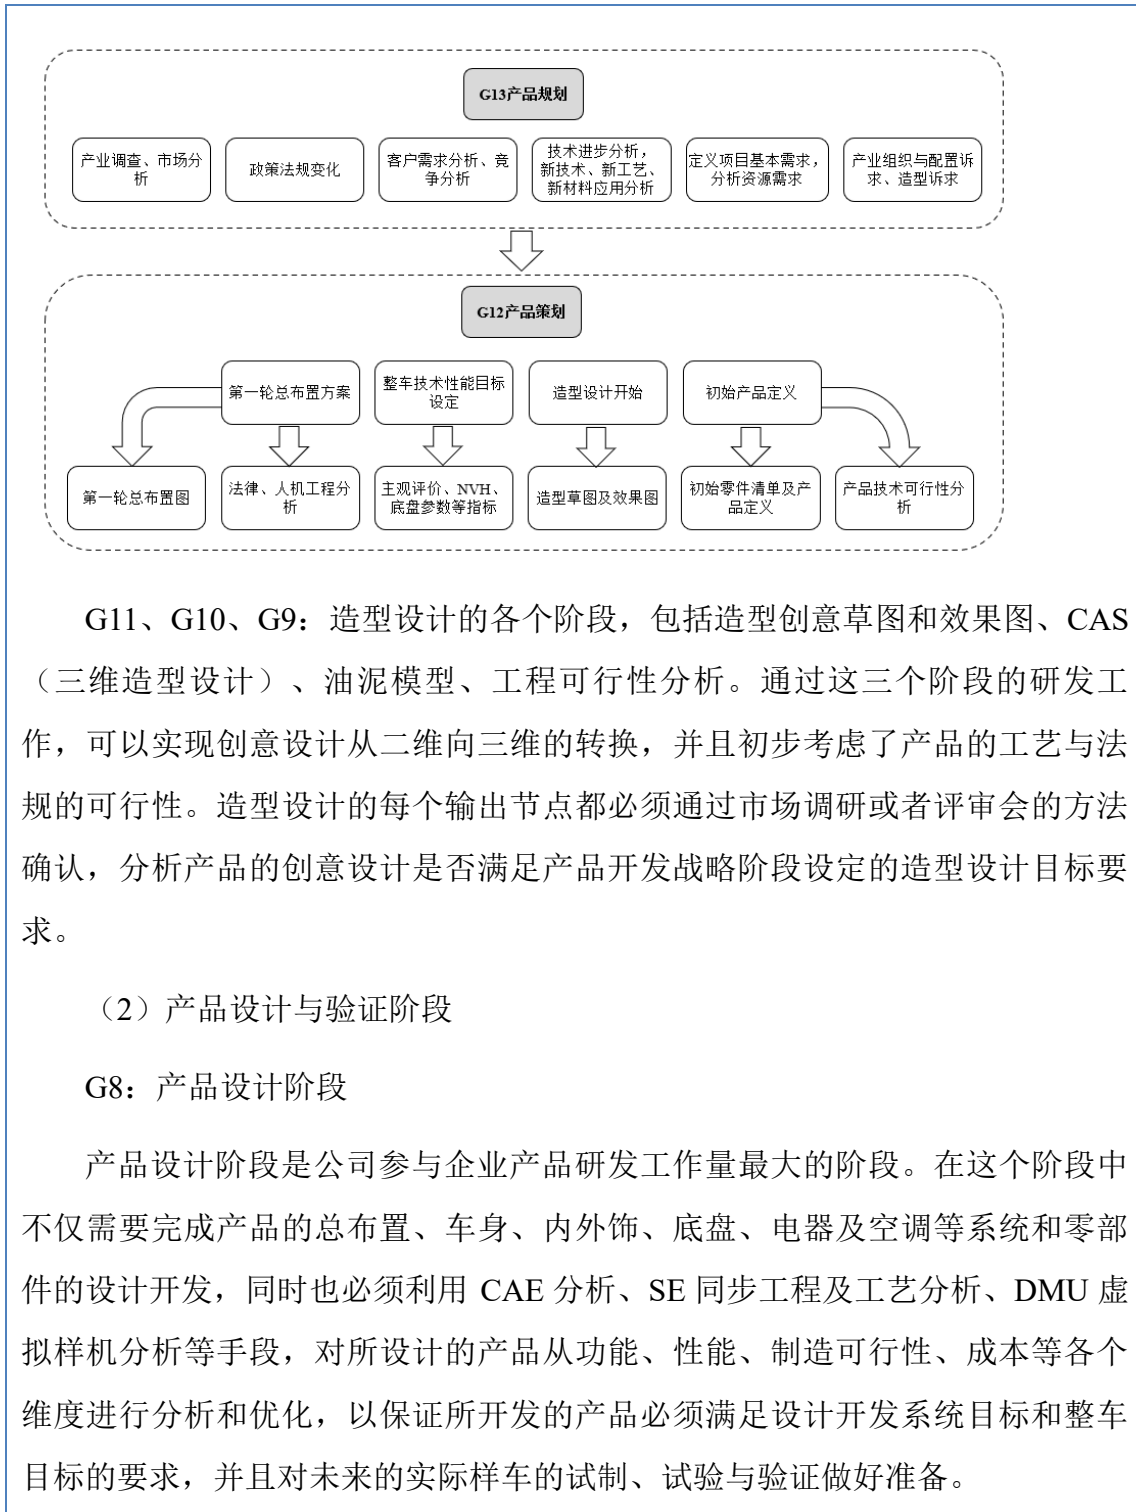 G13产品规划
产业调查、市场分
析
政策法规变化
客户需求分析、竞
争分析
技术进步分析，
新技术、新工艺、
新材料应用分析
定义项目基本需求，
分析资源需求
产业组织与配置诉
求、造型诉求
G12产品策划
第一轮总布置方案
整车技术性能目标
设定
造型设计开始
初始产品定义
第一轮总布置图
法律、人机工程分
析
主观评价、NVH、
底盘参数等指标
造型草图及效果图
初始零件清单及产
品定义
产品技术可行性分
析
G11、G10、G9：造型设计的各个阶段，包括造型创意草图和效果图、CAS
（三维造型设计）、油泥模型、工程可行性分析。通过这三个阶段的研发工
作，可以实现创意设计从二维向三维的转换，并且初步考虑了产品的工艺与法
规的可行性。造型设计的每个输出节点都必须通过市场调研或者评审会的方法
确认，分析产品的创意设计是否满足产品开发战略阶段设定的造型设计目标要
求。
（2）产品设计与验证阶段
G8：产品设计阶段
产品设计阶段是公司参与企业产品研发工作量最大的阶段。在这个阶段中
不仅需要完成产品的总布置、车身、内外饰、底盘、电器及空调等系统和零部
件的设计开发，同时也必须利用 CAE 分析、SE 同步工程及工艺分析、DMU 虚
拟样机分析等手段，对所设计的产品从功能、性能、制造可行性、成本等各个
维度进行分析和优化，以保证所开发的产品必须满足设计开发系统目标和整车
目标的要求，并且对未来的实际样车的试制、试验与验证做好准备。